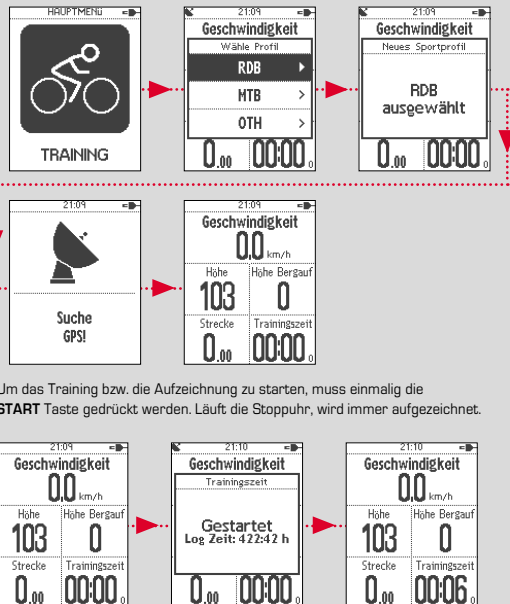 HAUPTMENü
TRAINING
21:09
Geschwindigkeit
Wähle Profil
RDB
MTB
OTH
0.00 00:00 0
21:09
Geschwindigkeit
Neues Sportprofil
RDB
ausgewählt
0.00 00:00 0
21:09
Suche
GPS!
21:09
Geschwindigkeit
0,0 km/h
Höhe Höhe Bergauf
103 0
Strecke Trainingszeit
0.00 00:00 0
Um das Training bzw. die Aufzeichnung zu starten, muss einmalig die
START Taste gedrückt werden. Läuft die Stoppuhr, wird immer aufgezeichnet.
21:09
Geschwindigkeit
0,0 km/h
Höhe Höhe Bergauf
103 0
Strecke Trainingszeit
0.00 00:00 0
21:10
Geschwindigkeit
Trainingszeit
Gestartet
Log Zeit: 422:42 h
0.00 00:00 0
21:10
Geschwindigkeit
0,0 km/h
Höhe Höhe Bergauf
103 0
Strecke Trainingszeit
0.00 00:06 0